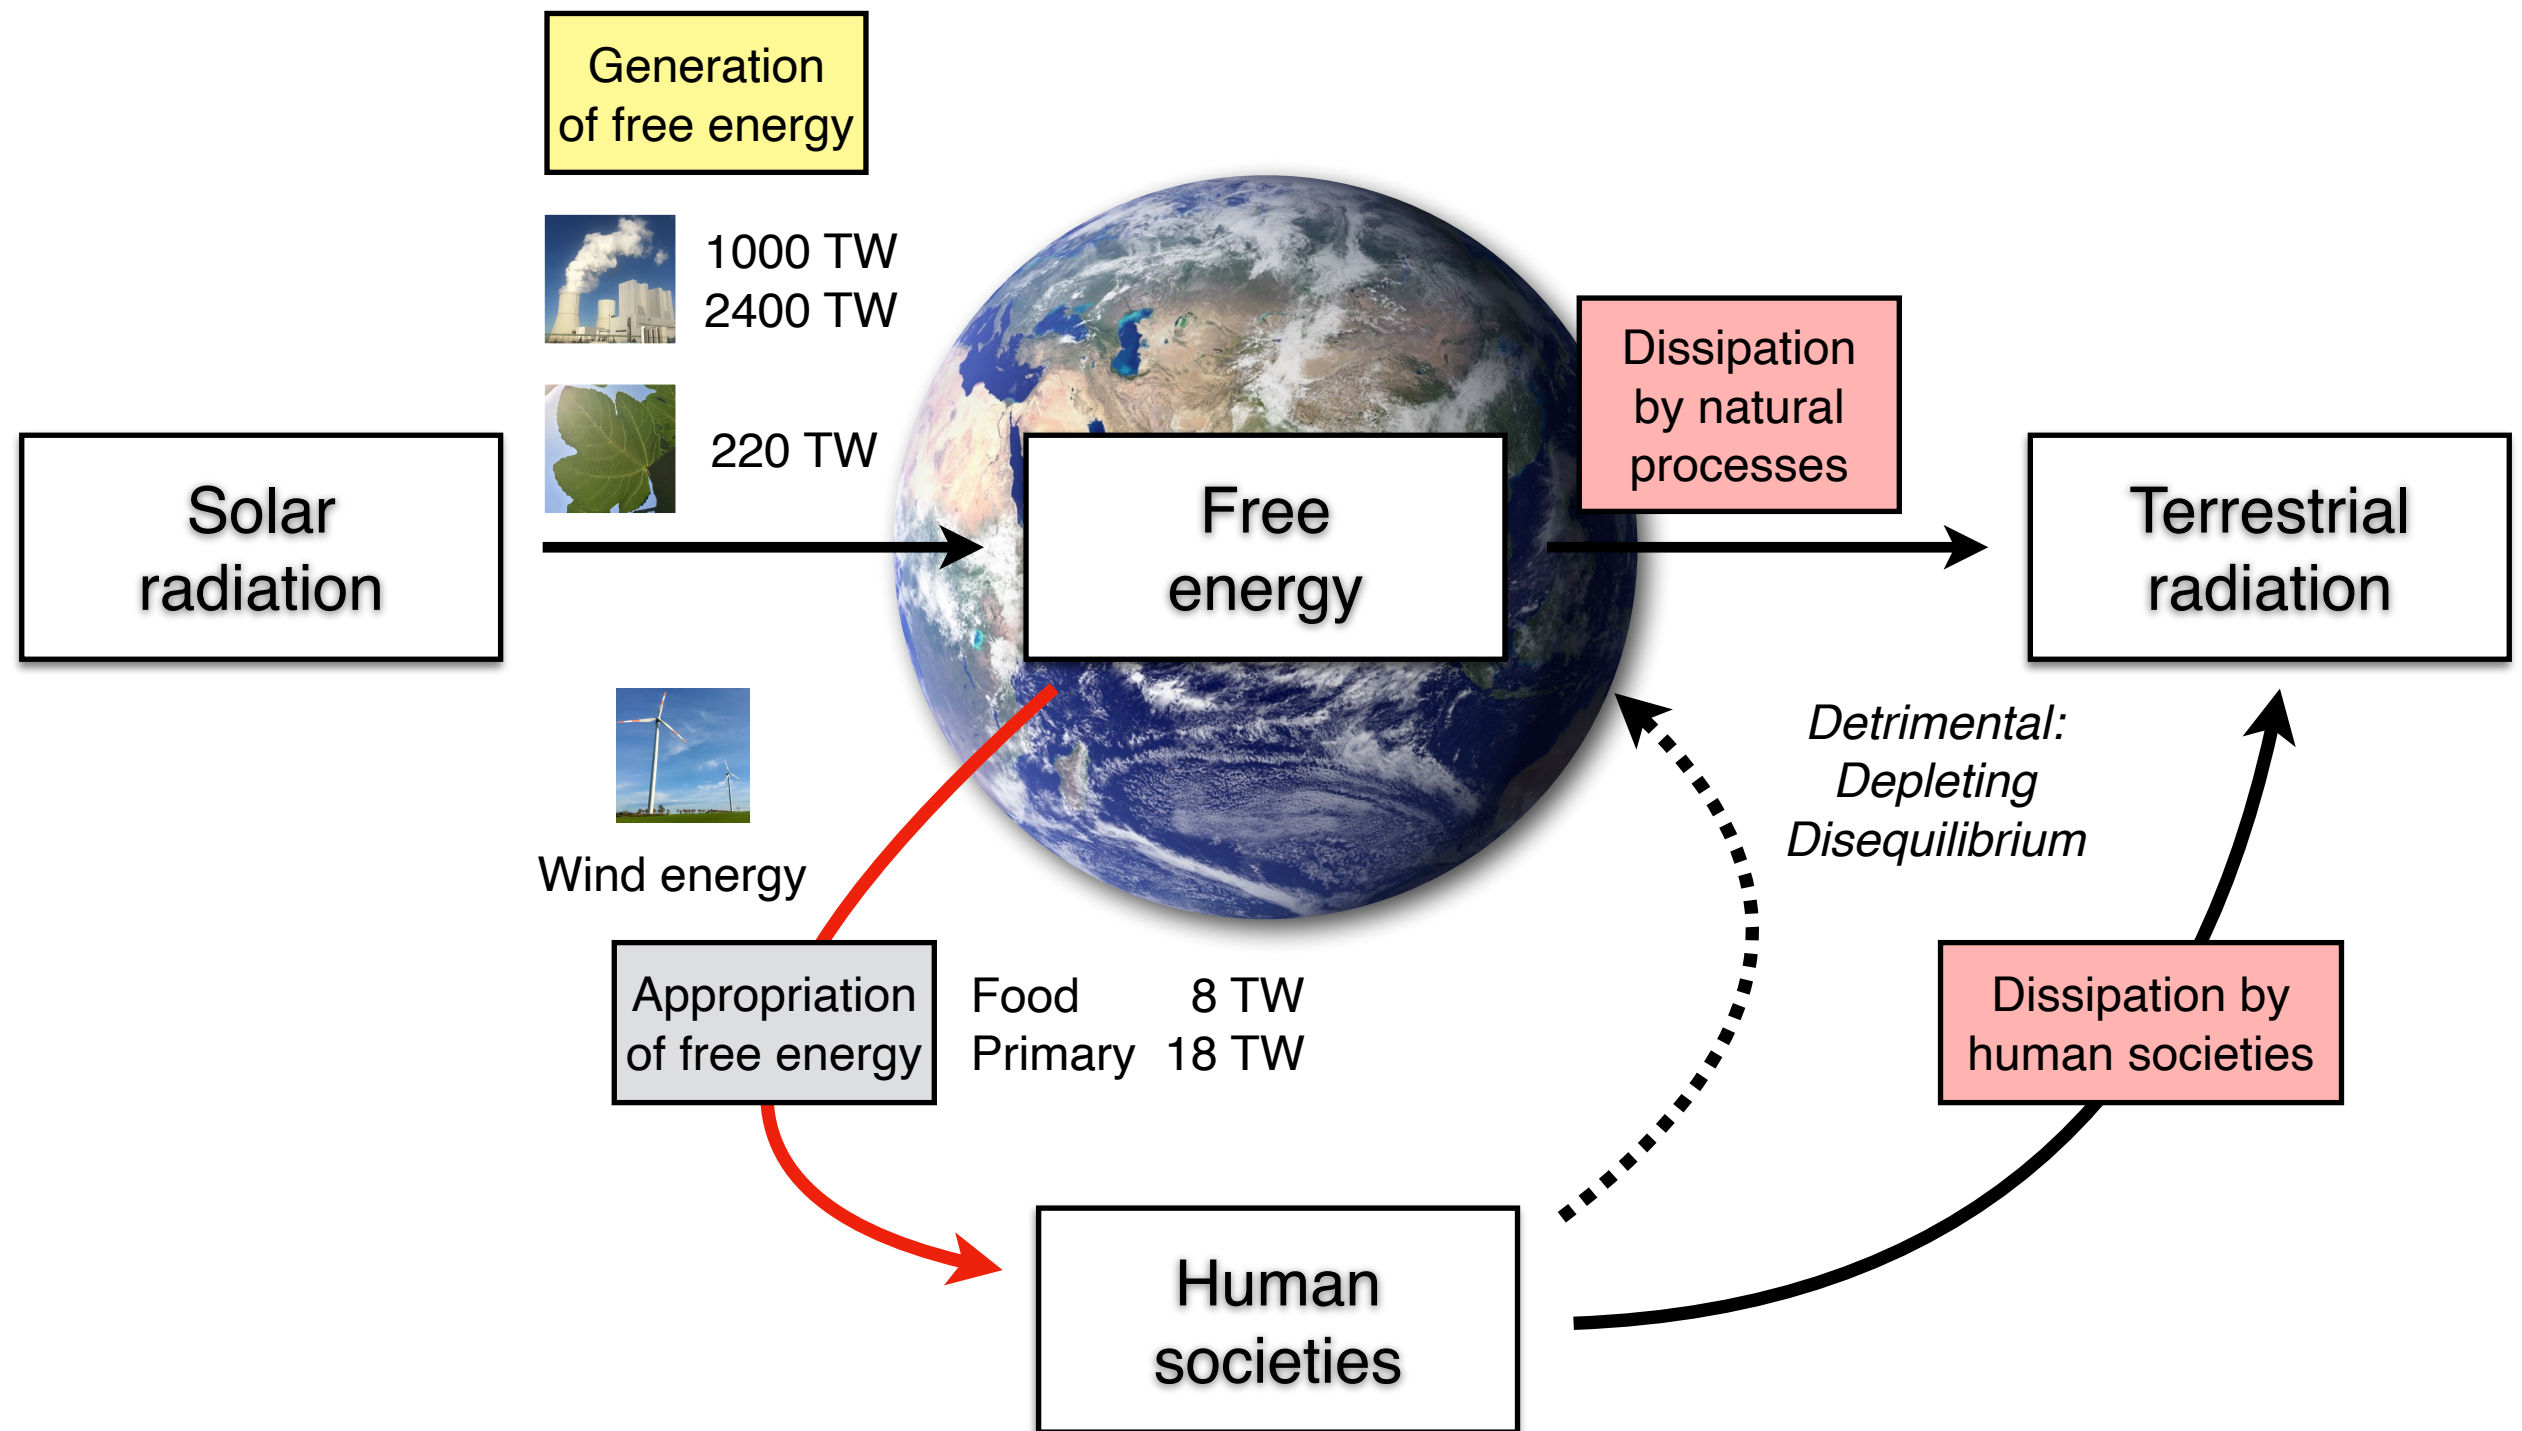 Generation
of free energy
1000 TW
2400 TW
220 TW
Solar
radiation
Free
energy
Dissipation
by natural
processes
Terrestrial
radiation
Wind energy
Detrimental:
Depleting
Disequilibrium
Appropriation
of free energy
Food 8 TW
Primary 18 TW
Dissipation by
human societies
Human
societies